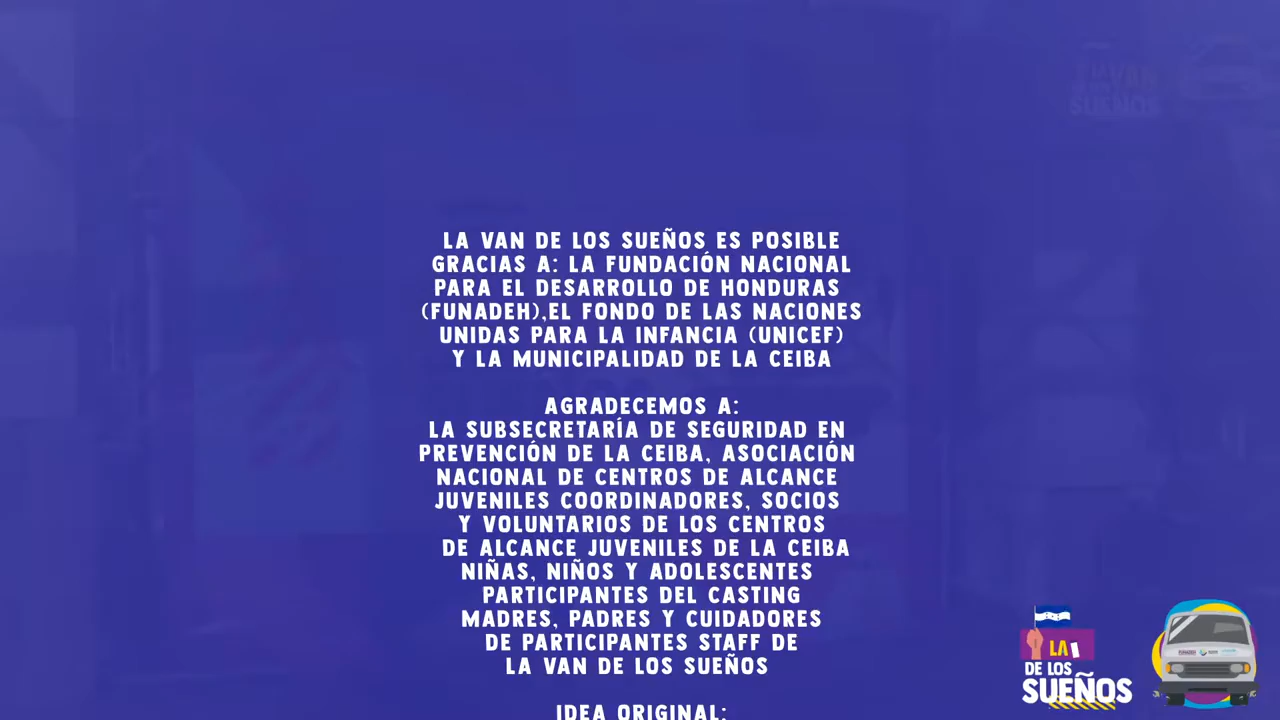 LA VAN DE LOS SUEÑOS ES POSIBLE
GRACIAS A: LA FUNDACIÓN NACIONAL
PARA EL DESARROLLO DE HONDURAS
(FUNADEH),EL FONDO DE LAS NACIONES
UNIDAS PARA LA INFANCIA (UNICEF)
Y LA MUNICIPALIDAD DE LA CEIBA
AGRADECEMOS A:
LA SUBSECRETARÍA DE SEGURIDAD EN
PREVENCIÓN DE LA CEIBA, ASOCIACIÓN
NACIONAL DE CENTROS DE ALCANCE
JUVENILES COORDINADORES, SOCIOS
Y VOLUNTARIOS DE LOS CENTROS
DE ALCANCE JUVENILES DE LA CEIBA
NIÑAS, NIÑOS Y ADOLESCENTES
PARTICIPANTES DEL CASTING
MADRES, PADRES Y CUIDADORES
DE PARTICIPANTES STAFF DE
LA VAN DE LOS SUEÑOS
IDEA ORIGINAL:
LA
DE LOS
SUEÑOS